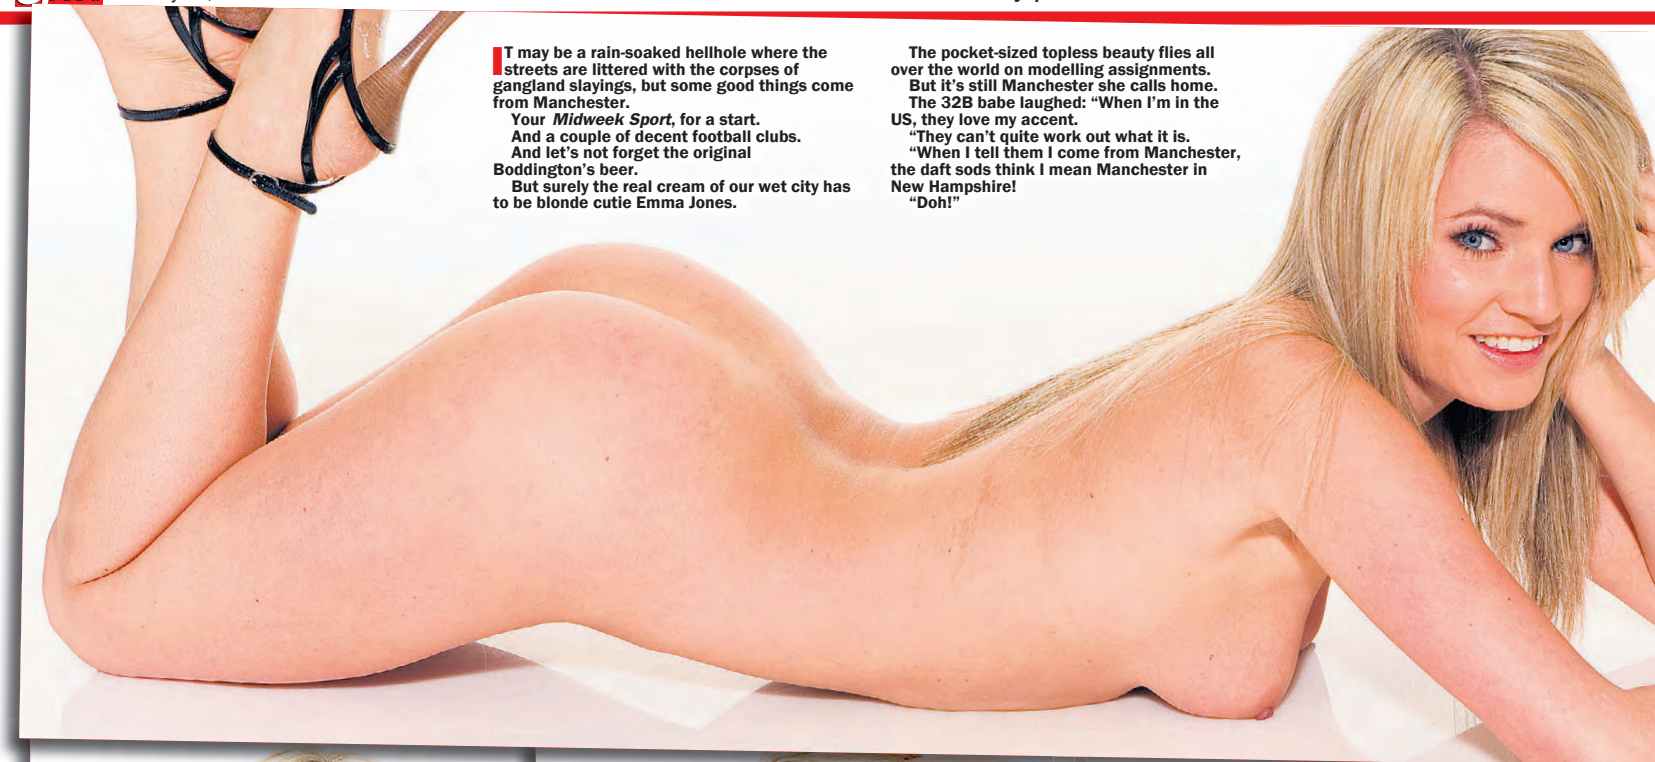 IT may be a rain-soaked hellhole where the
streets are littered with the corpses of
gangland slayings, but some good things come
from Manchester.
Your Midweek Sport, for a start.
And a couple of decent football clubs.
And let's not forget the original
Boddington's beer.
But surely the real cream of our wet city has
to be blonde cutie Emma Jones.
The pocket-sized topless beauty flies all
over the world on modelling assignments.
But it's still Manchester she calls home.
The 32B babe laughed: “When I'm in the
US, they love my accent.
“They can't quite work out what it is.
“When I tell them I come from Manchester,
the daft sods think I mean Manchester in
New Hampshire!
“Doh!”